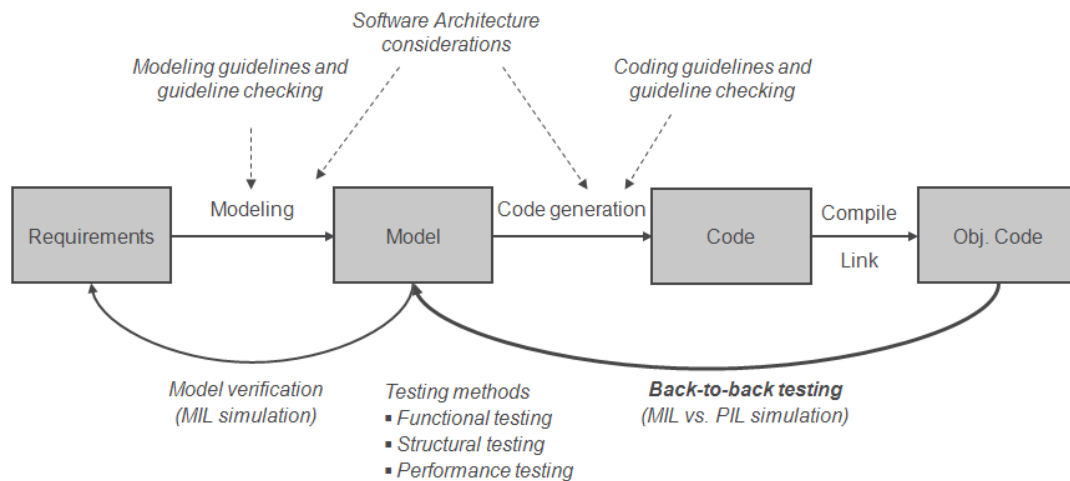 Software Architecture
considerations
Modeling guidelines and
guideline checking
Coding guidelines and
guideline checking
Requirements
Modeling
Model
Code generation
Code
Compile
Link
Obj. Code
Model verification
(MIL simulation)
Testing methods
▪ Functional testing
▪ Structural testing
▪ Performance testing
Back-to-back testing
(MIL vs. PIL simulation)